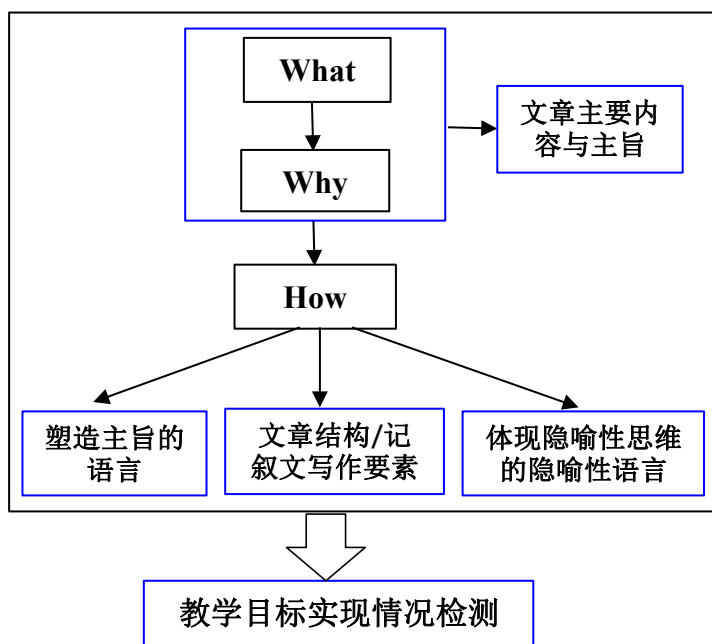 What
文章主要内
容与主旨
Why
How
塑造主旨的
语言
文章结构/记
叙文写作要素
体现隐喻性思维
的隐喻性语言
教学目标实现情况检测